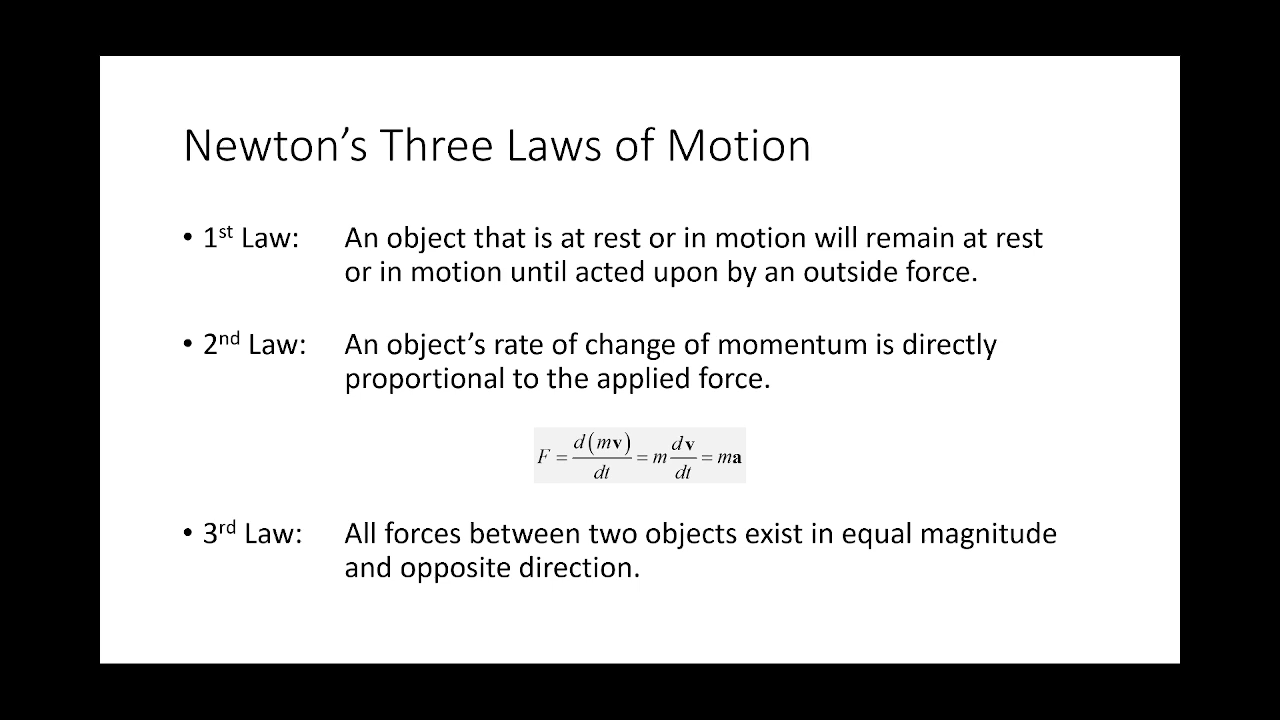 Newton’s Three Laws of Motion
• 1st Law: An object that is at rest or in motion will remain at rest
or in motion until acted upon by an outside force.
• 2nd Law: An object’s rate of change of momentum is directly
proportional to the applied force.
F = d(mv)/dt = m dv/dt = ma
• 3rd Law: All forces between two objects exist in equal magnitude
and opposite direction.